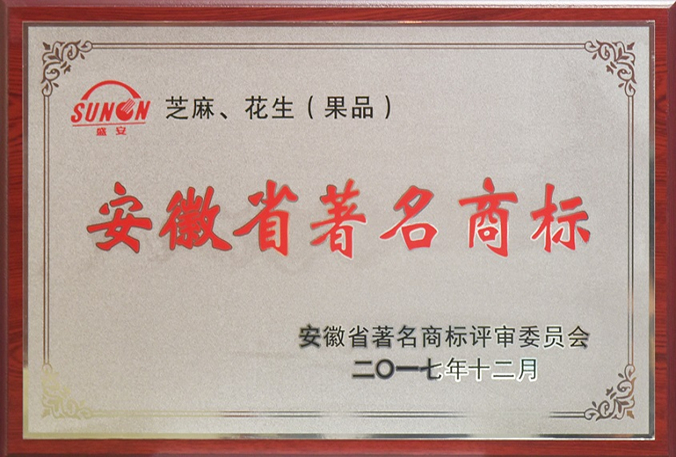 SUNON
盛安
芝麻、花生（果品）
安徽省著名商标
安徽省著名商标评审委员会
二〇一七年十二月